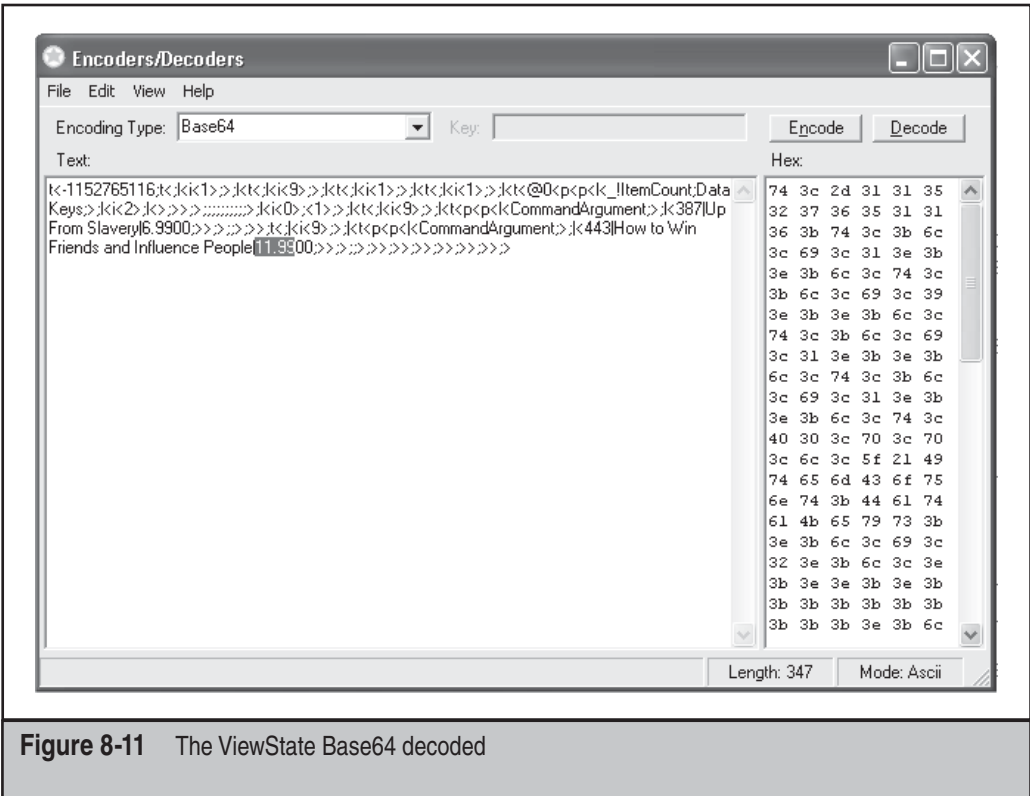 Encoders/Decoders
File Edit View Help
Encoding Type: Base64 Key: Encode Decode
Text: Hex:
t<-1152765116;t<;l<i<1>;>;l<t<;l<i<9>;>;l<t<;l<i<1>;>;l<t<;l<i<1>;>;l<t<@0<p<p<l<_!ItemCount;Data
Keys;>;l<i<2>;l<>;>>;>;;;;;;;;;;>;l<i<0>;<1>;>;l<t<;l<i<9>;>;l<t<p<p<l<CommandArgument;>;l<387|Up
From Slavery|6.9900;>>;>;;>;>>;t<;l<i<9>;>;l<t<p<p<l<CommandArgument;>;l<443|How to Win
Friends and Influence People|11.9900;>>;>;;>;>>;>>;>>;>>;>>;>>;>
74 3c 2d 31 31 35
32 37 36 35 31 31
36 3b 74 3c 3b 6c
3c 69 3c 31 3e 3b
3e 3b 6c 3c 74 3c
3b 6c 3c 69 3c 39
3e 3b 3e 3b 6c 3c
74 3c 3b 6c 3c 69
3c 31 3e 3b 3e 3b
6c 3c 74 3c 3b 6c
3c 69 3c 31 3e 3b
3e 3b 6c 3c 74 3c
40 30 3c 70 3c 70
3c 6c 3c 5f 21 49
74 65 6d 43 6f 75
6e 74 3b 44 61 74
61 4b 65 79 73 3b
3e 3b 6c 3c 69 3c
32 3e 3b 6c 3c 3e
3b 3e 3e 3b 3e 3b
3b 3b 3b 3b 3b 3b
3b 3b 3b 3e 3b 6c
Length: 347 Mode: Ascii
Figure 8-11 The ViewState Base64 decoded